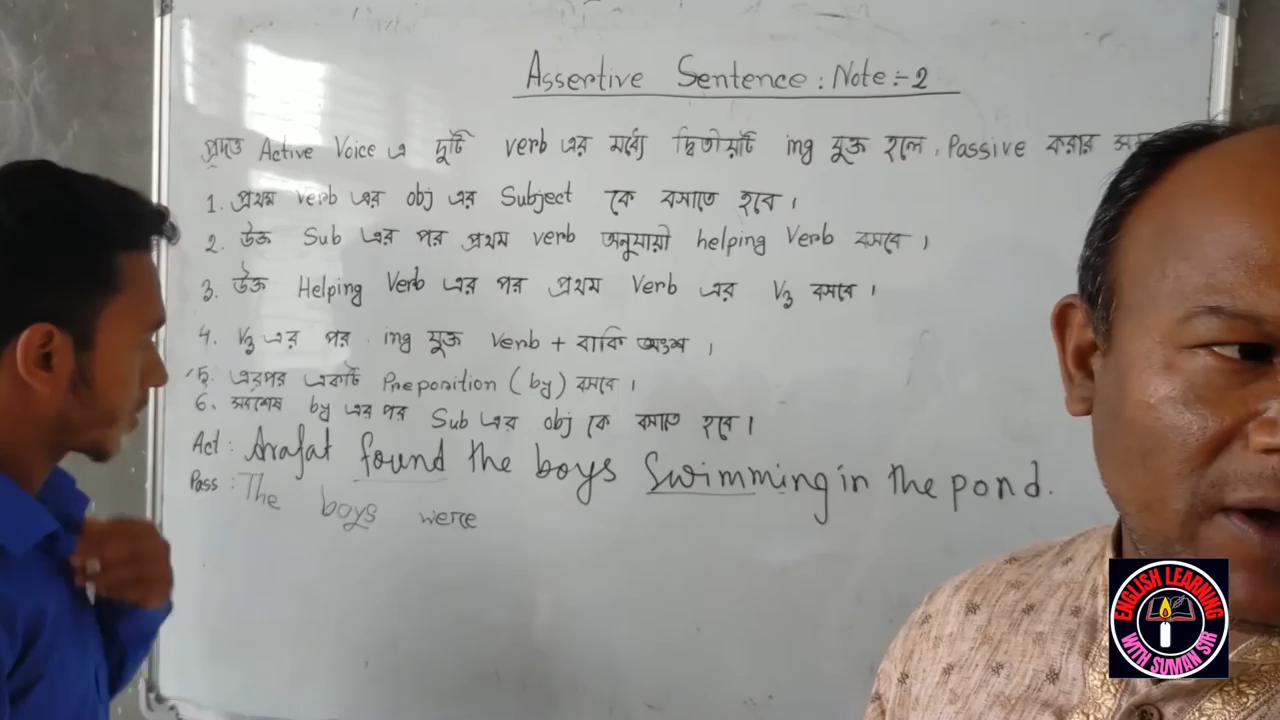 Assertive Sentence: Note:-2
প্রদত্ত Active Voice এ দুটি verb এর মধ্যে দ্বিতীয়টি ing যুক্ত হলে, Passive করার
1. প্রথম verb এর obj এর Subject কে বসাতে হবে।
2. উক্ত Sub এর পর প্রথম verb অনুযায়ী helping Verb বসবে।
3. উক্ত Helping Verb এর পর প্রথম Verb এর V3 বসবে।
4. V3 এর পর ing যুক্ত verb + বাকি অংশ।
5. এরপর একটি Preposition (by) বসবে।
6. সবশেষ by এর পর Sub এর obj কে বসাতে হবে।
Act: Arafat found the boys Swimming in the pond.
Pass: The boys were
ENGLISH LEARNING
WITH SUMAN SIR